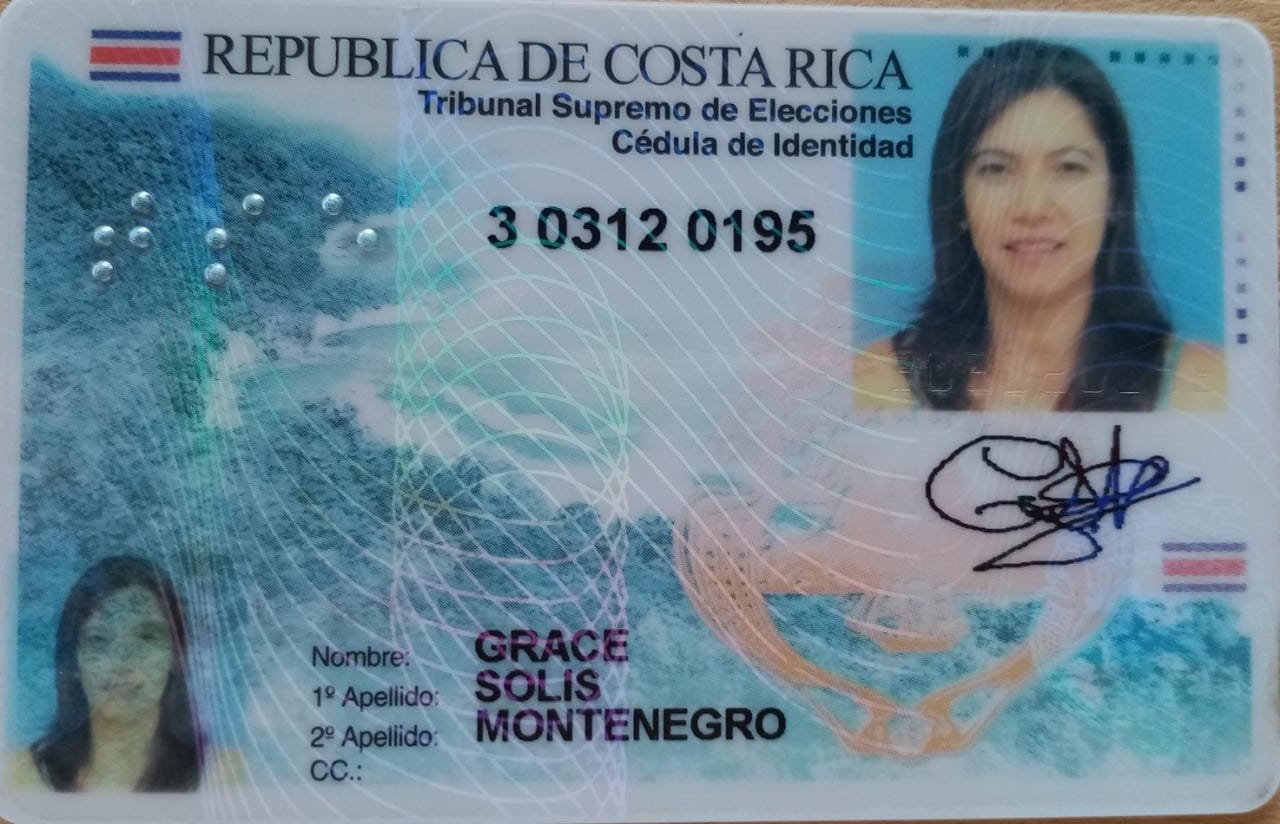 REPUBLICA DE COSTA RICA
Tribunal Supremo de Elecciones
Cédula de Identidad
3 0312 0195
Nombre: GRACE
1º Apellido: SOLIS
2º Apellido: MONTENEGRO
CC.: